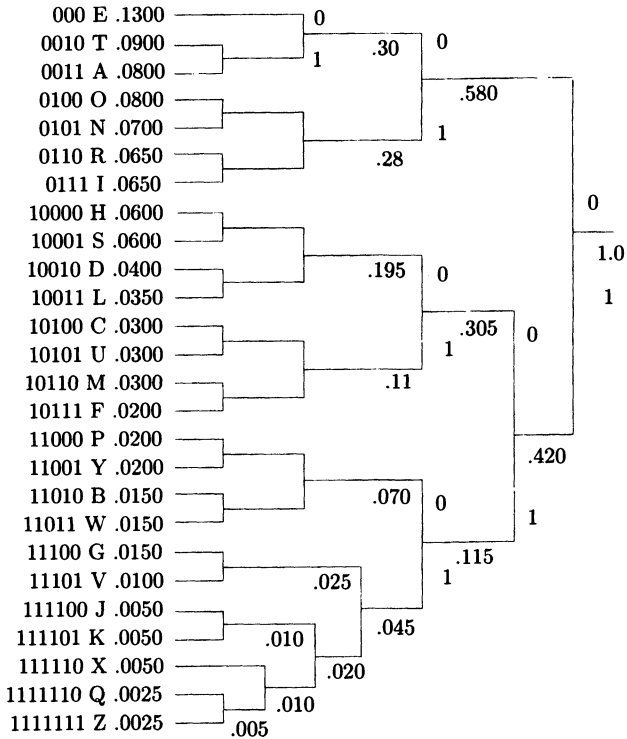 000 E .1300 0
0010 T .0900 .30 0
0011 A .0800 1
0100 O .0800 .580
0101 N .0700 1
0110 R .0650 .28
0111 I .0650
10000 H .0600 0
10001 S .0600
10010 D .0400 .195 0 1.0
10011 L .0350 1
10100 C .0300 .305 0
10101 U .0300 1
10110 M .0300 .11
10111 F .0200
11000 P .0200
11001 Y .0200 .420
11010 B .0150 .070 0
11011 W .0150 1
11100 G .0150 .115
11101 V .0100 .025 1
111100 J .0050
111101 K .0050 .010 .045
111110 X .0050 .020
1111110 Q .0025 .010
1111111 Z .0025 .005